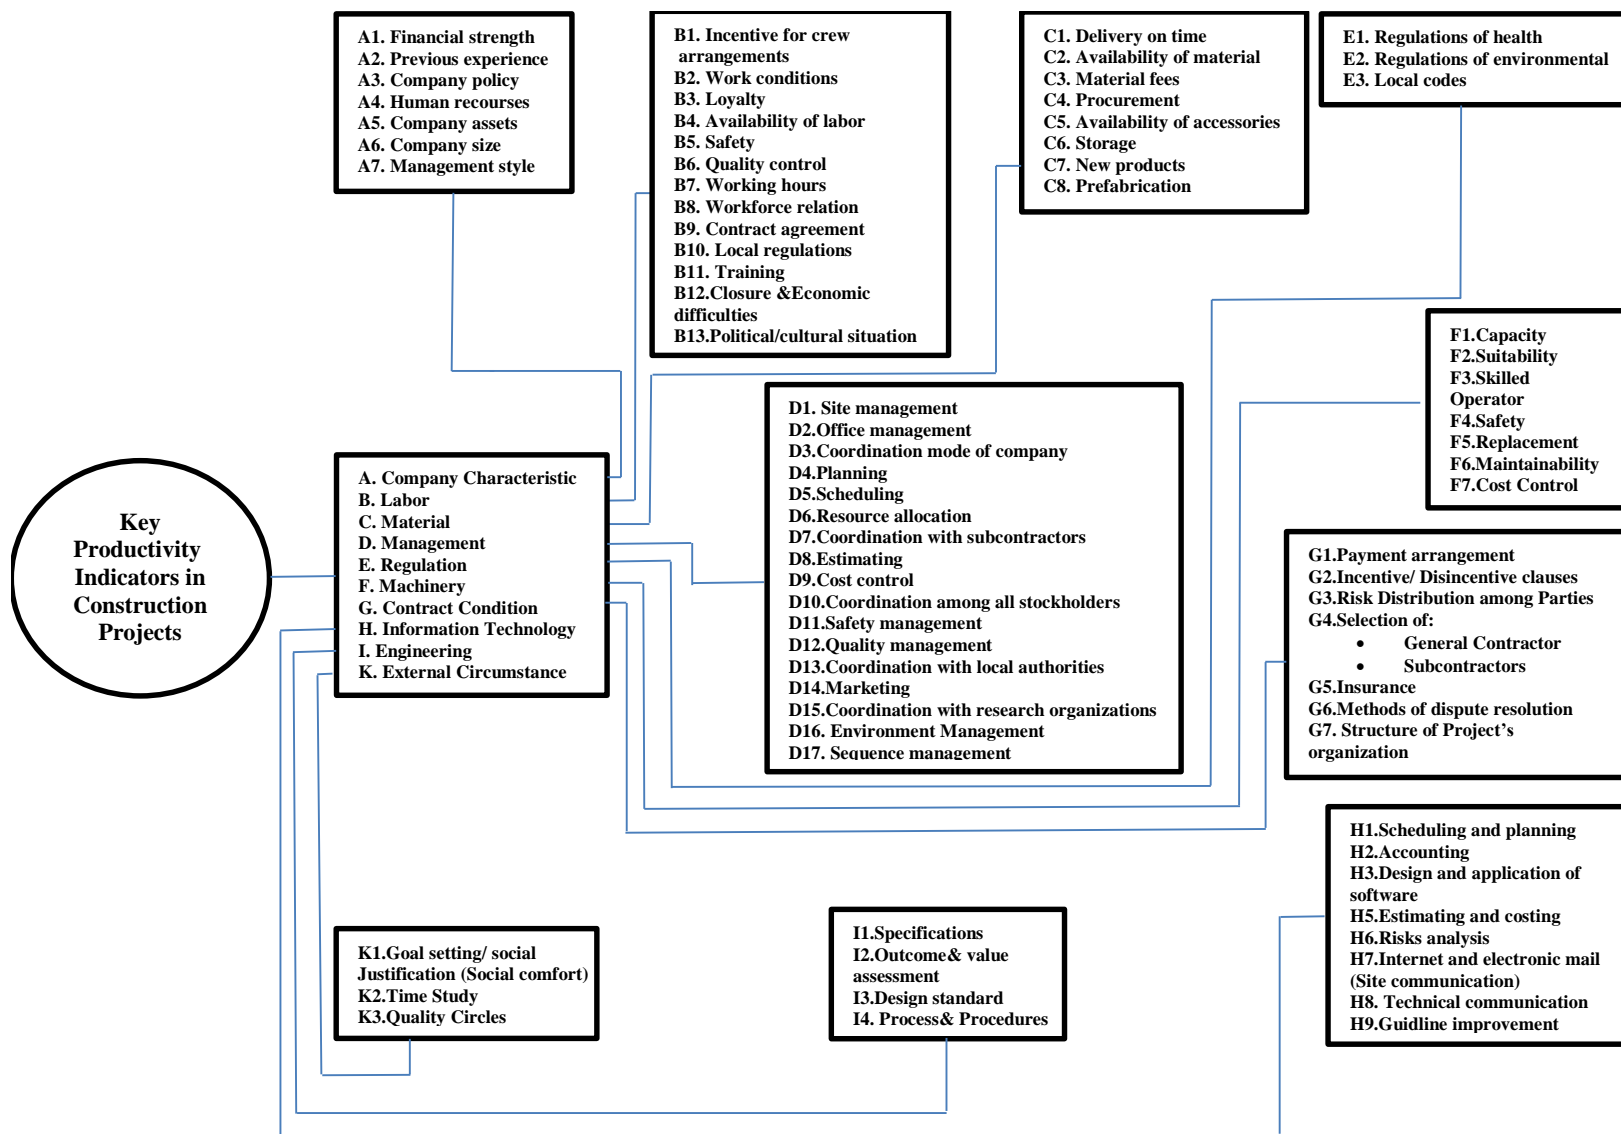 A1. Financial strength
A2. Previous experience
A3. Company policy
A4. Human recourses
A5. Company assets
A6. Company size
A7. Management style
B1. Incentive for crew
arrangements
B2. Work conditions
B3. Loyalty
B4. Availability of labor
B5. Safety
B6. Quality control
B7. Working hours
B8. Workforce relation
B9. Contract agreement
B10. Local regulations
B11. Training
B12.Closure &Economic
difficulties
B13.Political/cultural situation
C1. Delivery on time
C2. Availability of material
C3. Material fees
C4. Procurement
C5. Availability of accessories
C6. Storage
C7. New products
C8. Prefabrication
E1. Regulations of health
E2. Regulations of environmental
E3. Local codes
F1.Capacity
F2.Suitability
F3.Skilled
Operator
F4.Safety
F5.Replacement
F6.Maintainability
F7.Cost Control
Key
Productivity
Indicators in
Construction
Projects
A. Company Characteristic
B. Labor
C. Material
D. Management
E. Regulation
F. Machinery
G. Contract Condition
H. Information Technology
I. Engineering
K. External Circumstance
D1. Site management
D2.Office management
D3.Coordination mode of company
D4.Planning
D5.Scheduling
D6.Resource allocation
D7.Coordination with subcontractors
D8.Estimating
D9.Cost control
D10.Coordination among all stockholders
D11.Safety management
D12.Quality management
D13.Coordination with local authorities
D14.Marketing
D15.Coordination with research organizations
D16. Environment Management
D17. Sequence management
G1.Payment arrangement
G2.Incentive/ Disincentive clauses
G3.Risk Distribution among Parties
G4.Selection of:
• General Contractor
• Subcontractors
G5.Insurance
G6.Methods of dispute resolution
G7. Structure of Project's
organization
H1.Scheduling and planning
H2.Accounting
H3.Design and application of
software
H5.Estimating and costing
H6.Risks analysis
H7.Internet and electronic mail
(Site communication)
H8. Technical communication
H9.Guidline improvement
K1.Goal setting/ social
Justification (Social comfort)
K2.Time Study
K3.Quality Circles
I1.Specifications
I2.Outcome& value
assessment
I3.Design standard
I4. Process& Procedures